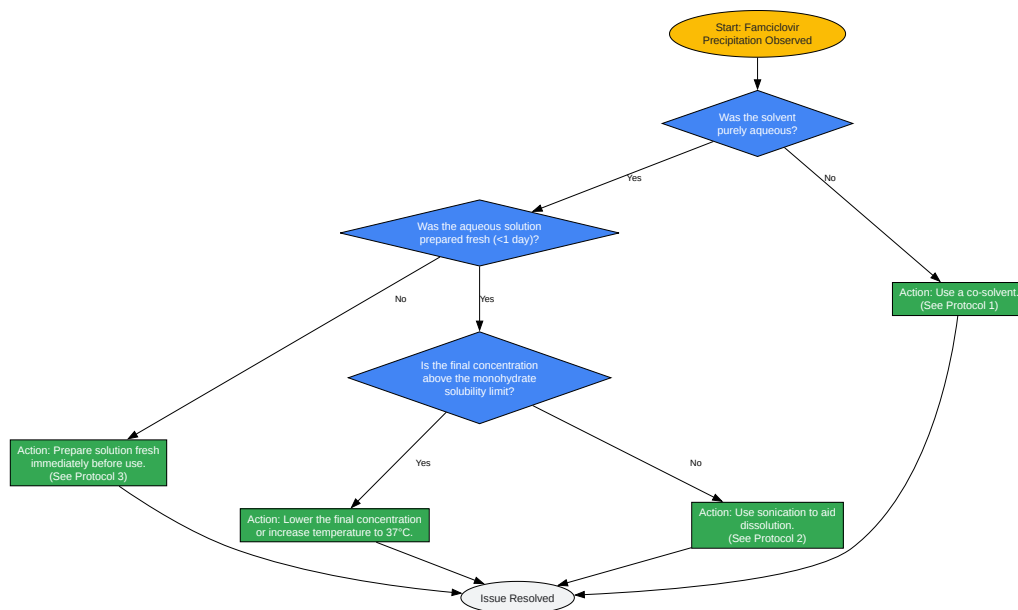 Start: Famciclovir
Precipitation Observed
Was the solvent
purely aqueous?
Yes
No
Was the aqueous solution
prepared fresh (<1 day)?
Action: Use a co-solvent.
(See Protocol 1)
No
Yes
Is the final concentration
above the monohydrate
solubility limit?
Action: Prepare solution fresh
immediately before use.
(See Protocol 3)
Yes
No
Action: Lower the final concentration
or increase temperature to 37°C.
Action: Use sonication to aid
dissolution.
(See Protocol 2)
Issue Resolved